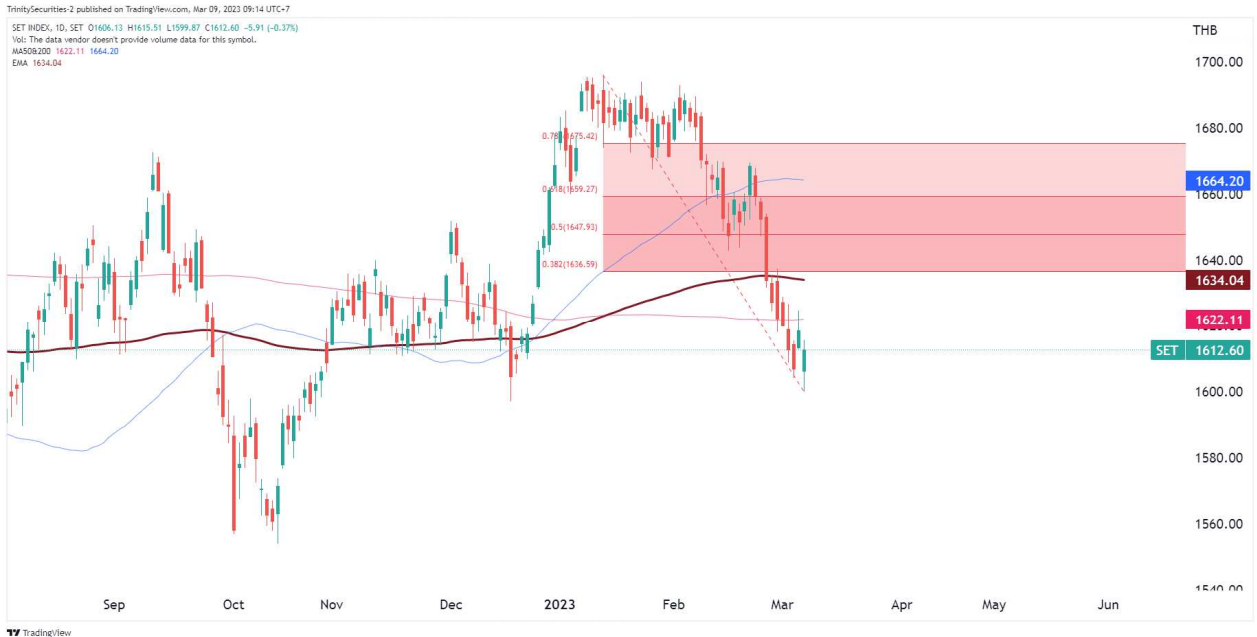 TrinitySecurities-2 published on TradingView.com, Mar 09, 2023 09:14 UTC+7
SET INDEX, 1D, SET O1606.13 H1615.51 L1599.87 C1612.60 −5.91 (−0.37%)
Vol: The data vendor doesn't provide volume data for this symbol.
MA50&200 1622.11 1664.20
EMA 1634.04
THB
1700.00
1680.00
0.786(1675.42)
1664.20
0.618(1659.27)
1660.00
0.5(1647.93)
0.382(1636.59)
1640.00
1634.04
1622.11
SET 1612.60
1600.00
1580.00
1560.00
1540.00
Sep Oct Nov Dec 2023 Feb Mar Apr May Jun
TradingView